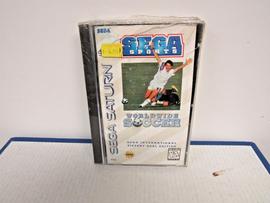 SEGA
SEGA
SPORTS
SEGA SATURN
WORLDWIDE
SOCCER
SEGA INTERNATIONAL
VICTORY GOAL EDITION